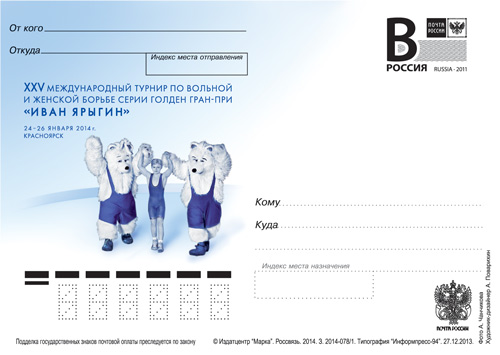 От кого
Откуда
Индекс места отправления
XXV МЕЖДУНАРОДНЫЙ ТУРНИР ПО ВОЛЬНОЙ
И ЖЕНСКОЙ БОРЬБЕ СЕРИИ ГОЛДЕН ГРАН-ПРИ
«ИВАН ЯРЫГИН»
24–26 ЯНВАРЯ 2014 г.
КРАСНОЯРСК
B
ПОЧТА
РОССИИ
РОССИЯ
RUSSIA - 2011
Кому
Куда
Индекс места назначения
ПОЧТА РОССИИ
Фото А. Чанчикова
Художник-дизайнер А. Поварихин
Подделка государственных знаков почтовой оплаты преследуется по закону
© Издатцентр "Марка". Россвязь. 2014. З. 2014-078/1. Типография "Информпресс-94". 27.12.2013.